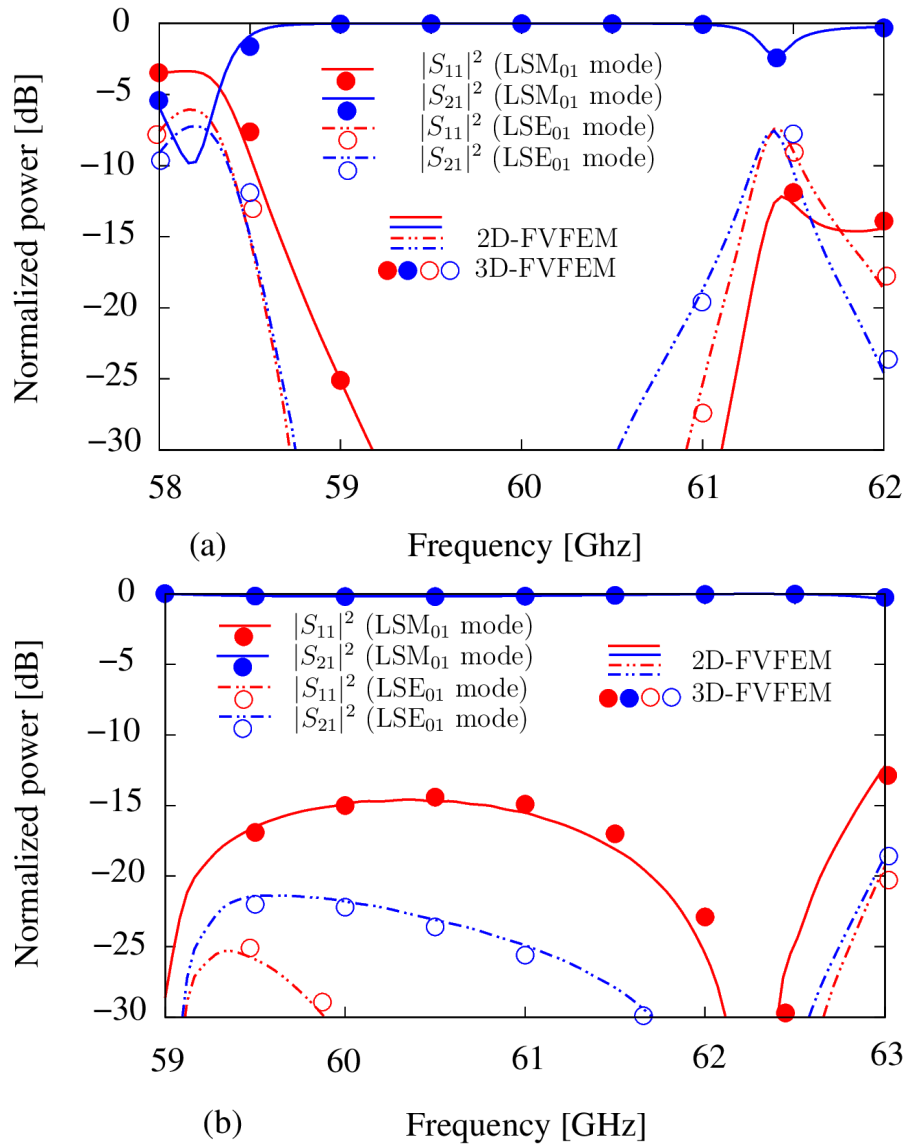 0
−5
−10
−15
−20
−25
−30
Normalized power [dB]
|S₁₁|² (LSM₀₁ mode)
|S₂₁|² (LSM₀₁ mode)
|S₁₁|² (LSE₀₁ mode)
|S₂₁|² (LSE₀₁ mode)
2D-FVFEM
3D-FVFEM
58 59 60 61 62
(a) Frequency [Ghz]
0
−5
−10
−15
−20
−25
−30
Normalized power [dB]
|S₁₁|² (LSM₀₁ mode)
|S₂₁|² (LSM₀₁ mode)
|S₁₁|² (LSE₀₁ mode)
|S₂₁|² (LSE₀₁ mode)
2D-FVFEM
3D-FVFEM
59 60 61 62 63
(b) Frequency [GHz]